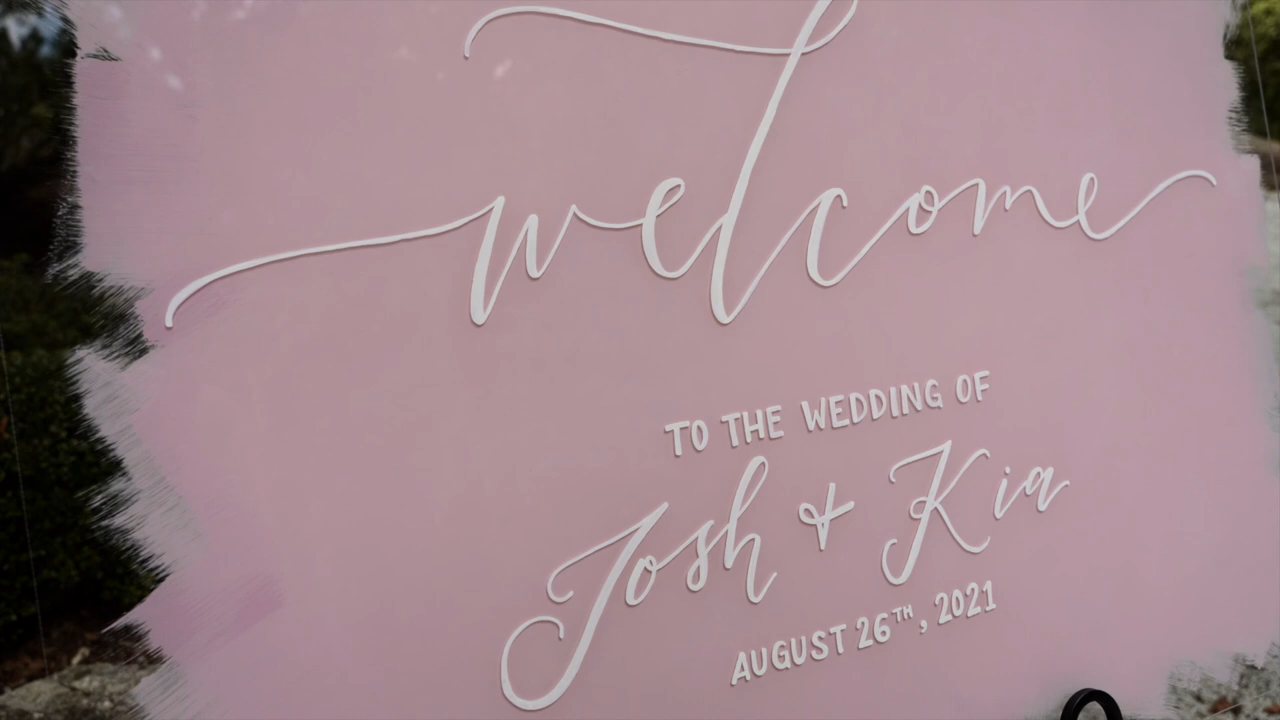 welcome
TO THE WEDDING OF
Josh & Kia
AUGUST 26TH, 2021